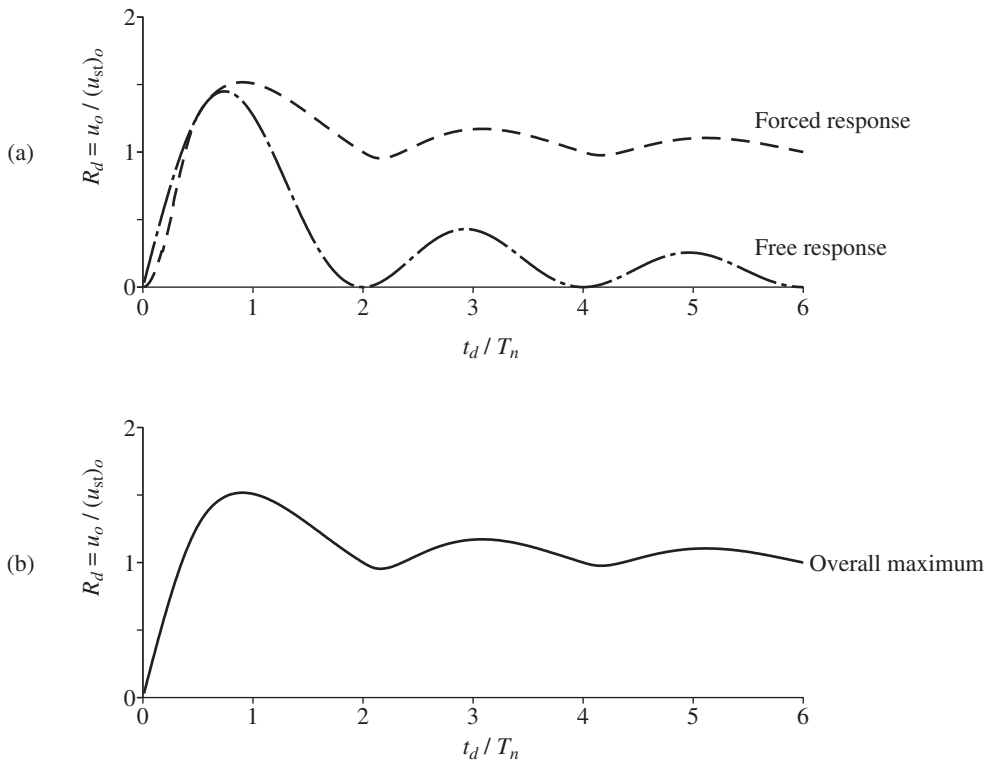 (a)
R_d = u_o / (u_st)_o
2
1
0
0 1 2 3 4 5 6
t_d / T_n
Forced response
Free response
(b)
R_d = u_o / (u_st)_o
2
1
0
0 1 2 3 4 5 6
t_d / T_n
Overall maximum